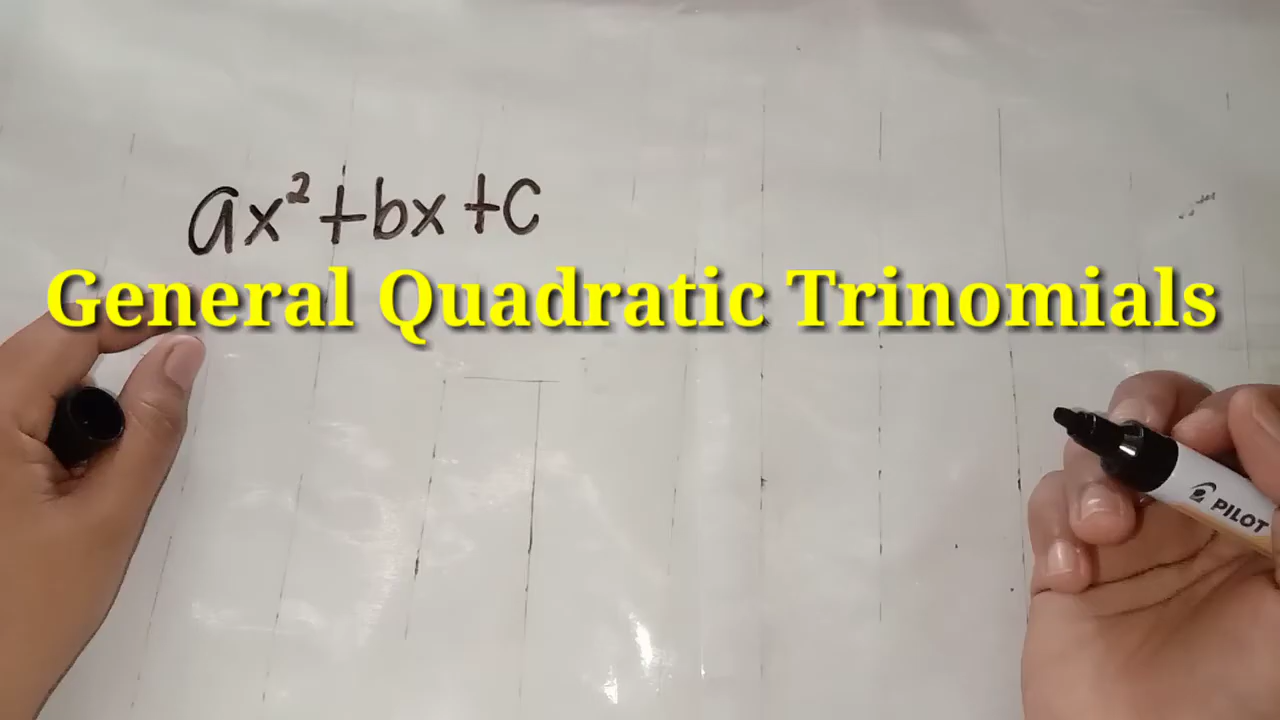 ax² + bx + c
General Quadratic Trinomials
PILOT